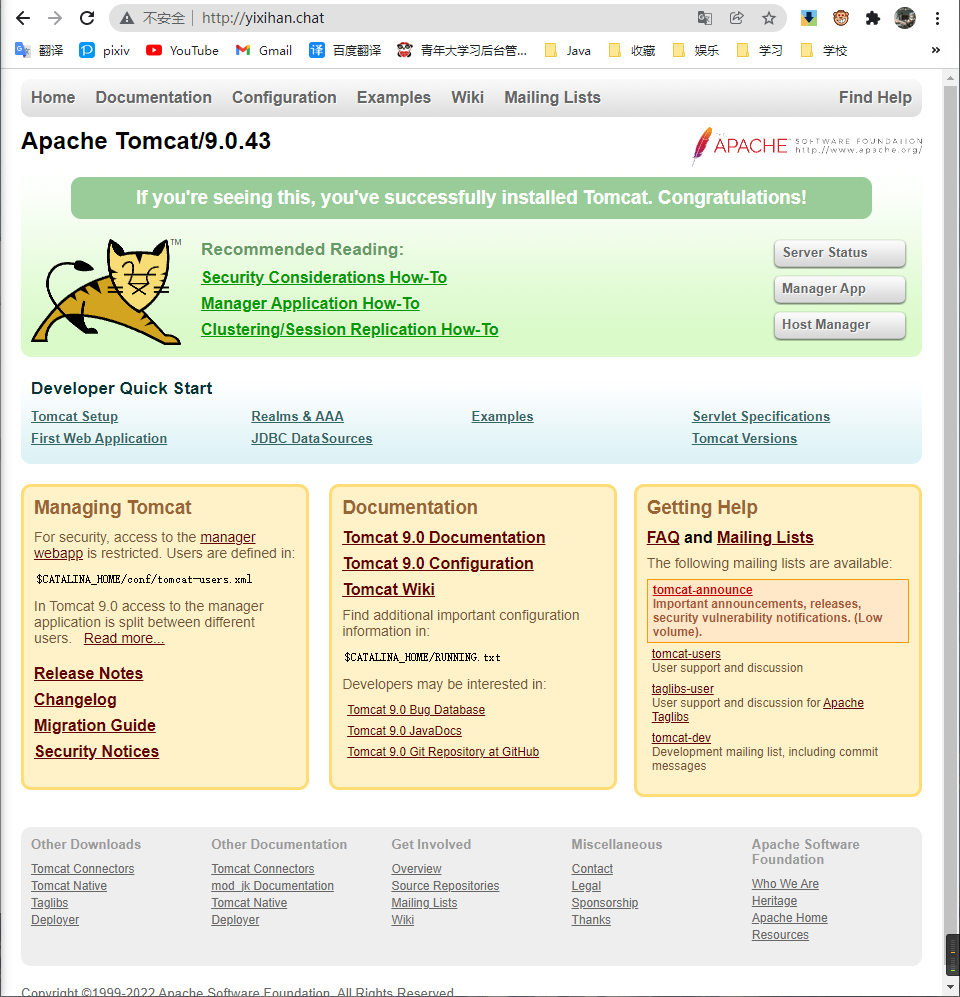 不安全 http://yixihan.chat
翻译 pixiv YouTube Gmail 译 百度翻译 青年大学习后台管... Java 收藏 娱乐 学习 学校 »
Home Documentation Configuration Examples Wiki Mailing Lists Find Help
Apache Tomcat/9.0.43
APACHE SOFTWARE FOUNDATION
http://www.apache.org/
If you're seeing this, you've successfully installed Tomcat. Congratulations!
TM
Recommended Reading:
Security Considerations How-To
Manager Application How-To
Clustering/Session Replication How-To
Server Status
Manager App
Host Manager
Developer Quick Start
Tomcat Setup
First Web Application
Realms & AAA
JDBC DataSources
Examples
Servlet Specifications
Tomcat Versions
Managing Tomcat
For security, access to the manager
webapp is restricted. Users are defined in:
$CATALINA_HOME/conf/tomcat-users.xml
In Tomcat 9.0 access to the manager
application is split between different
users. Read more...
Release Notes
Changelog
Migration Guide
Security Notices
Documentation
Tomcat 9.0 Documentation
Tomcat 9.0 Configuration
Tomcat Wiki
Find additional important configuration
information in:
$CATALINA_HOME/RUNNING.txt
Developers may be interested in:
Tomcat 9.0 Bug Database
Tomcat 9.0 JavaDocs
Tomcat 9.0 Git Repository at GitHub
Getting Help
FAQ and Mailing Lists
The following mailing lists are available:
tomcat-announce
Important announcements, releases,
security vulnerability notifications. (Low
volume).
tomcat-users
User support and discussion
taglibs-user
User support and discussion for Apache
Taglibs
tomcat-dev
Development mailing list, including commit
messages
Other Downloads
Tomcat Connectors
Tomcat Native
Taglibs
Deployer
Other Documentation
Tomcat Connectors
mod_jk Documentation
Tomcat Native
Deployer
Get Involved
Overview
Source Repositories
Mailing Lists
Wiki
Miscellaneous
Contact
Legal
Sponsorship
Thanks
Apache Software
Foundation
Who We Are
Heritage
Apache Home
Resources
Copyright ©1999-2022 Apache Software Foundation. All Rights Reserved